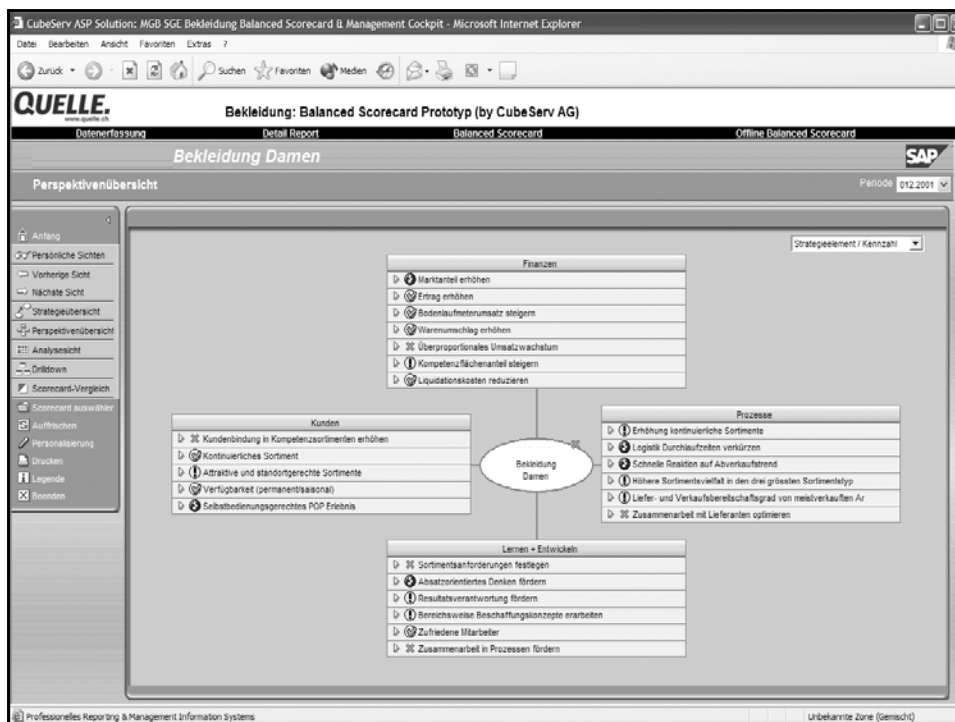 CubeServ ASP Solution: MGB SGE Bekleidung Balanced Scorecard & Management Cockpit - Microsoft Internet Explorer
Datei Bearbeiten Ansicht Favoriten Extras ?
Zurück Suchen Favoriten Medien
QUELLE.
www.quelle.ch
Bekleidung: Balanced Scorecard Prototyp (by CubeServ AG)
Datenerfassung Detail Report Balanced Scorecard Offline Balanced Scorecard
Bekleidung Damen
SAP
Perspektivenübersicht
Periode 012.2001
Anfang
Persönliche Sichten
Vorherige Sicht
Nächste Sicht
Strategieübersicht
Perspektivenübersicht
Analysesicht
Drilldown
Scorecard-Vergleich
Scorecard auswähler
Auffrischen
Personalisierung
Drucken
Legende
Beenden
Strategieelement / Kennzahl
Finanzen
Marktanteil erhöhen
Ertrag erhöhen
Bodenlaufmeterumsatz steigern
Warenumschlag erhöhen
Überproportionales Umsatzwachstum
Kompetenzflächenanteil steigern
Liquidationskosten reduzieren
Kunden
Kundenbindung in Kompetenzsortimenten erhöhen
Kontinuierliches Sortiment
Attraktive und standortgerechte Sortimente
Verfügbarket (permanent/saisonal)
Selbstbedienungsgerechtes POP Erlebnis
Bekleidung
Damen
Prozesse
Erhöhung kontinuierliche Sortimente
Logistik Durchlaufzeiten verkürzen
Schnelle Reaktion auf Abverkaufstrend
Höhere Sortimentsvielfalt in den drei grössten Sortimentstyp
Liefer- und Verkaufsbereitschaftsgrad von meistverkauften Ar
Zusammenarbeit mit Lieferanten optimieren
Lernen + Entwickeln
Sortimentsanforderungen festlegen
Absatzorientiertes Denken fördern
Resultatsverantwortung fördern
Bereichsweise Beschaffungskonzepte erarbeiten
Zufriedene Mitarbeiter
Zusammenarbeit in Prozessen fördern
Professionelles Reporting & Management Information Systems
Unbekannte Zone (Gemischt)